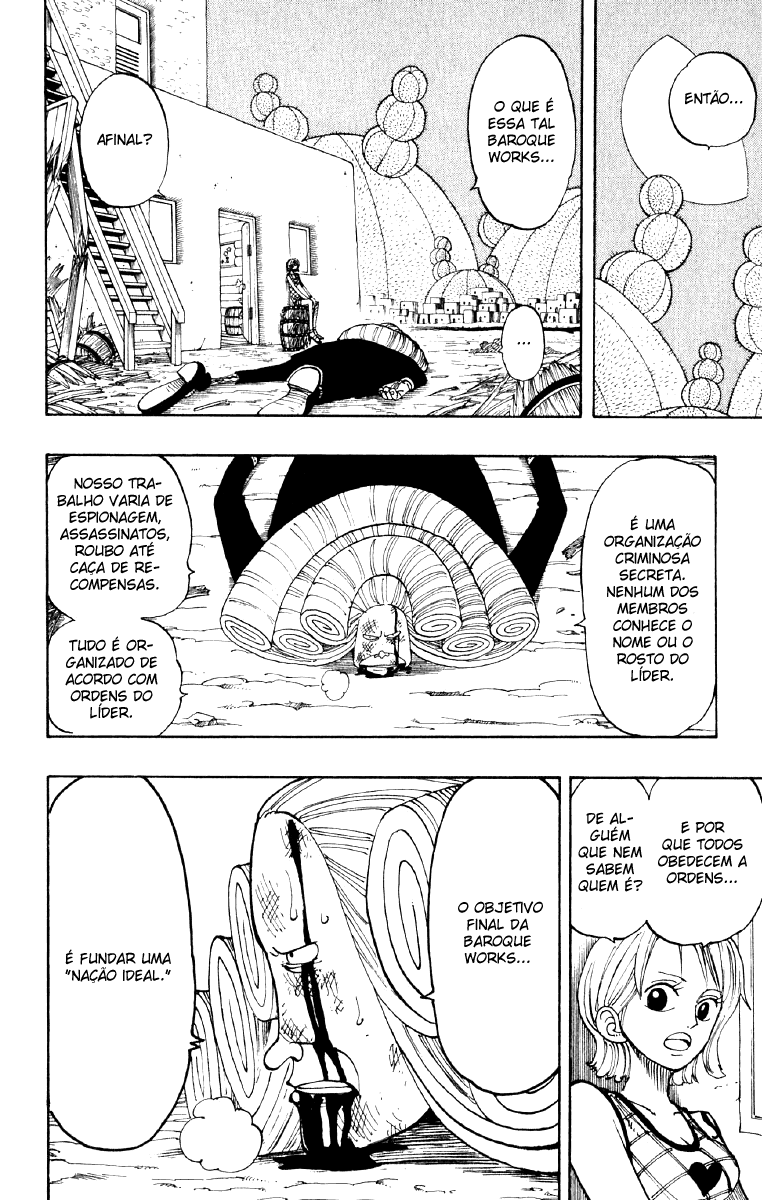 ENTÃO...
O QUE É
ESSA TAL
BAROQUE
WORKS...
AFINAL?
...
É UMA
ORGANIZAÇÃO
CRIMINOSA
SECRETA.
NENHUM DOS
MEMBROS
CONHECE O
NOME OU O
ROSTO DO
LÍDER.
NOSSO TRA-
BALHO VARIA DE
ESPIONAGEM,
ASSASSINATOS,
ROUBO ATÉ
CAÇA DE RE-
COMPENSAS.
TUDO É OR-
GANIZADO DE
ACORDO COM
ORDENS DO
LÍDER.
E POR
QUE TODOS
OBEDECEM A
ORDENS...
DE AL-
GUÉM
QUE NEM
SABEM
QUEM É?
O OBJETIVO
FINAL DA
BAROQUE
WORKS...
É FUNDAR UMA
"NAÇÃO IDEAL."